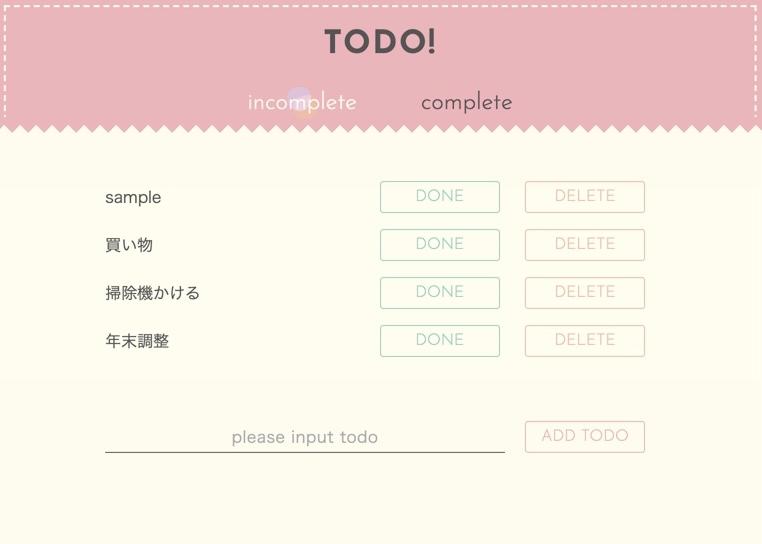 TODO!
incomplete complete
sample DONE DELETE
買い物 DONE DELETE
掃除機かける DONE DELETE
年末調整 DONE DELETE
please input todo ADD TODO